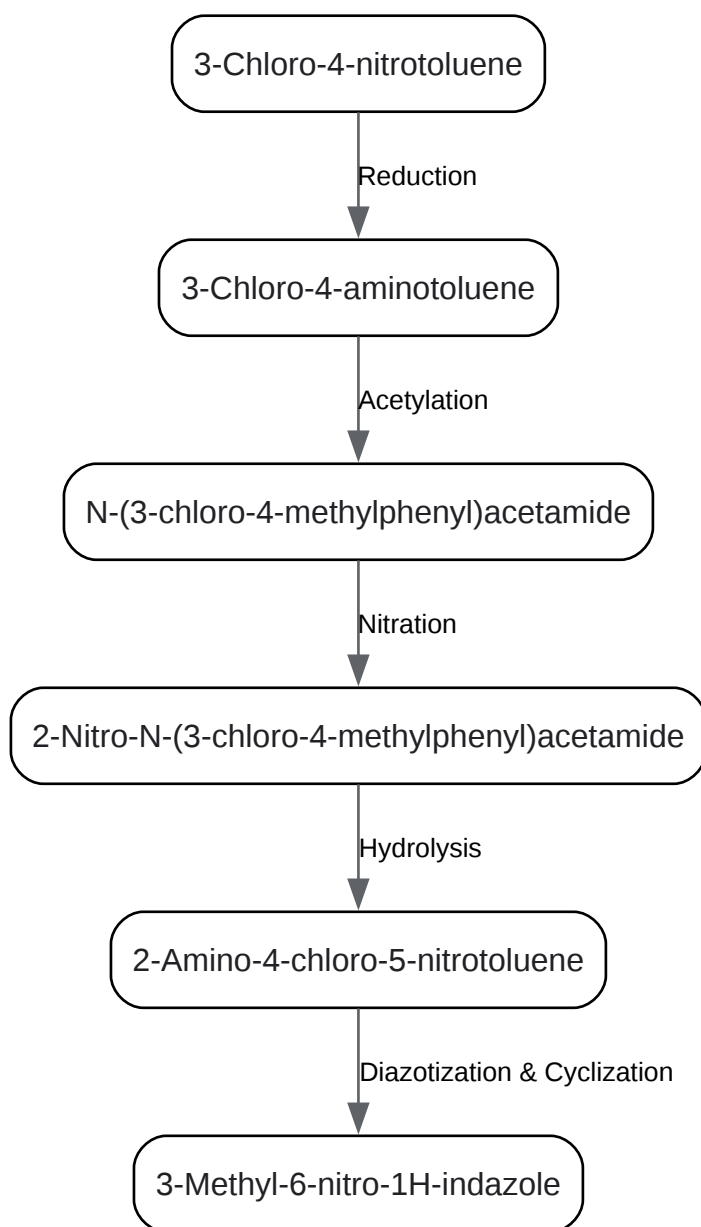 3-Chloro-4-nitrotoluene
Reduction
3-Chloro-4-aminotoluene
Acetylation
N-(3-chloro-4-methylphenyl)acetamide
Nitration
2-Nitro-N-(3-chloro-4-methylphenyl)acetamide
Hydrolysis
2-Amino-4-chloro-5-nitrotoluene
Diazotization & Cyclization
3-Methyl-6-nitro-1H-indazole